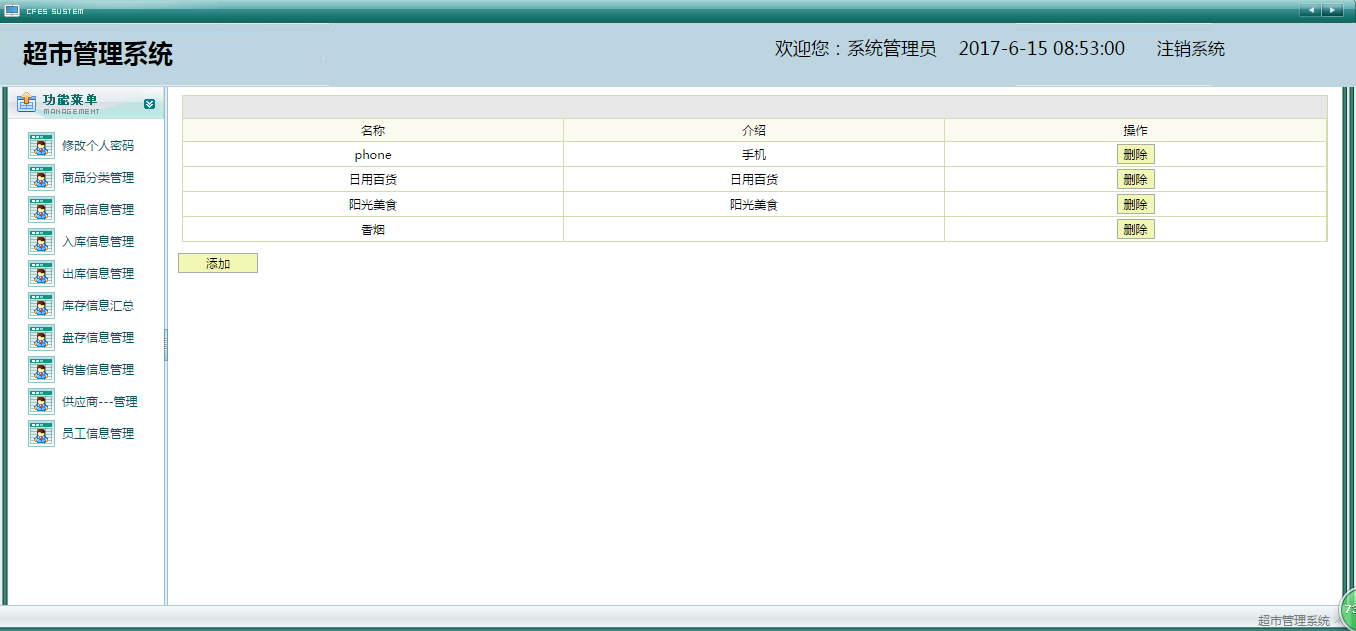 CFES SUSTEM
超市管理系统
欢迎您：系统管理员 2017-6-15 08:53:00 注销系统
功能菜单
MANAGEMENT
修改个人密码
商品分类管理
商品信息管理
入库信息管理
出库信息管理
库存信息汇总
盘存信息管理
销售信息管理
供应商---管理
员工信息管理
名称 介绍 操作
phone 手机 删除
日用百货 日用百货 删除
阳光美食 阳光美食 删除
香烟 删除
添加
超市管理系统